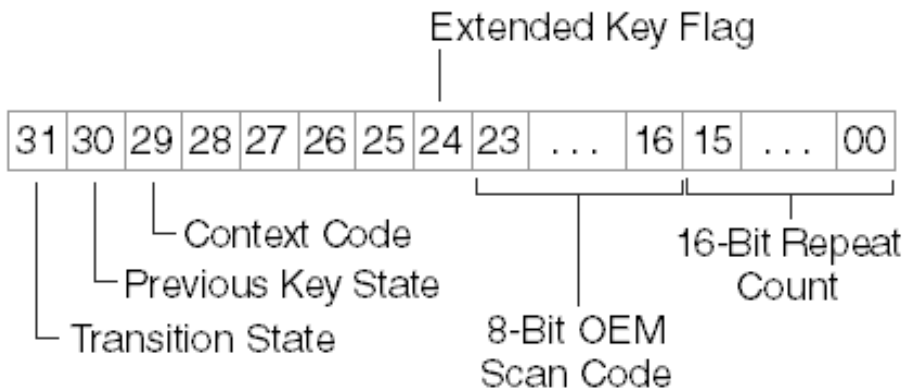 Extended Key Flag
31 30 29 28 27 26 25 24 23 ... 16 15 ... 00
Context Code
Previous Key State
Transition State
8-Bit OEM
Scan Code
16-Bit Repeat
Count